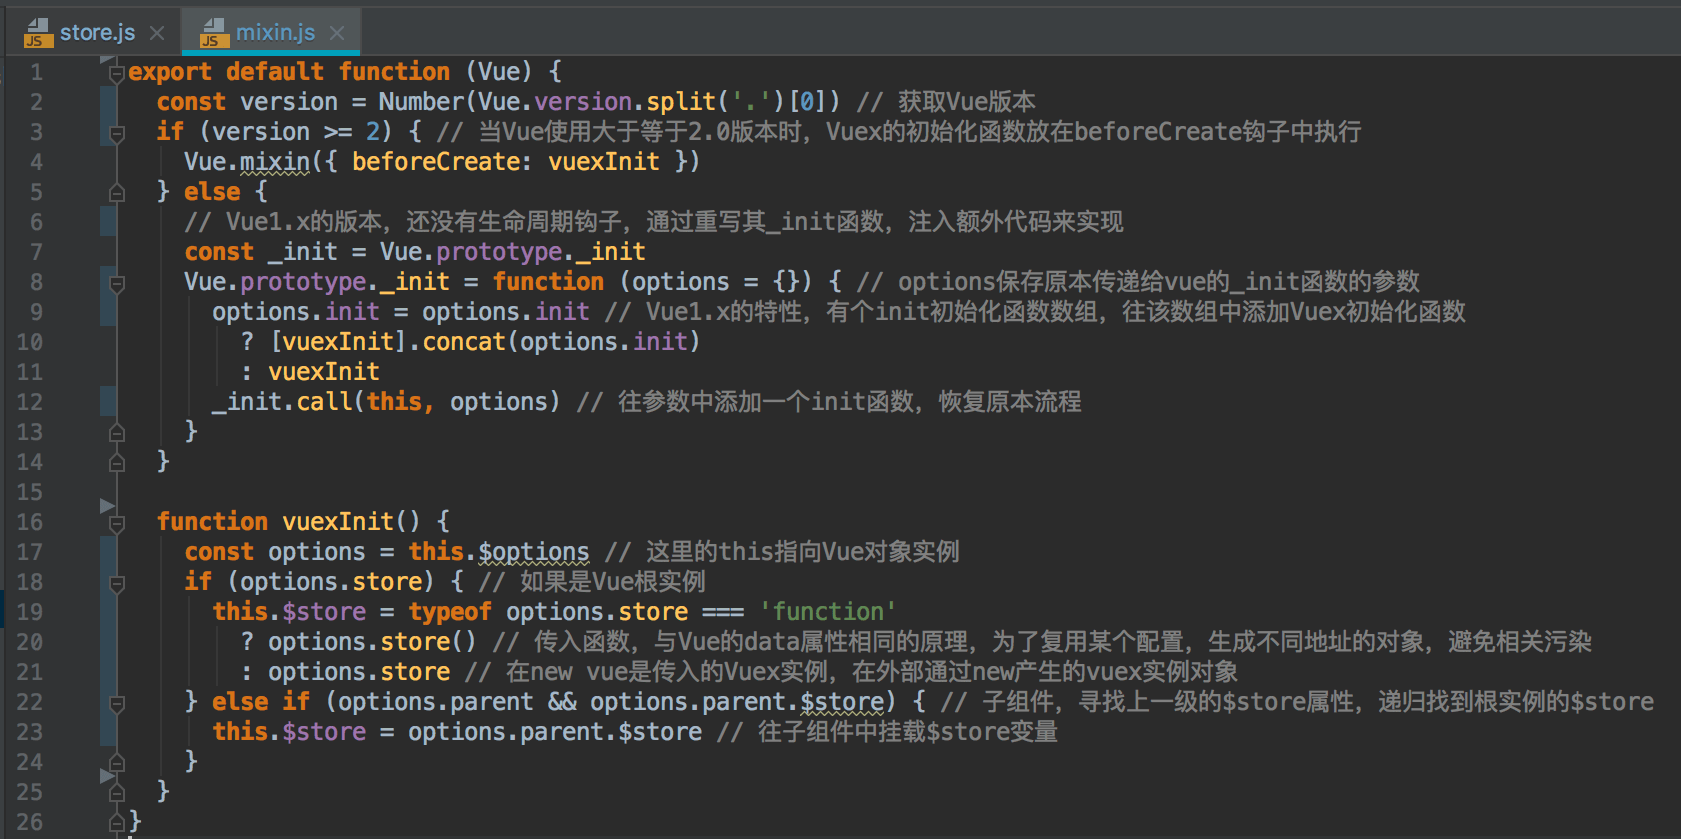 store.js mixin.js
1 export default function (Vue) {
2 const version = Number(Vue.version.split('.')[0]) // 获取Vue版本
3 if (version >= 2) { // 当Vue使用大于等于2.0版本时，Vuex的初始化函数放在beforeCreate钩子中执行
4 Vue.mixin({ beforeCreate: vuexInit })
5 } else {
6 // Vue1.x的版本，还没有生命周期钩子，通过重写其_init函数，注入额外代码来实现
7 const _init = Vue.prototype._init
8 Vue.prototype._init = function (options = {}) { // options保存原本传递给vue的_init函数的参数
9 options.init = options.init // Vue1.x的特性，有个init初始化函数数组，往该数组中添加Vuex初始化函数
10 ? [vuexInit].concat(options.init)
11 : vuexInit
12 _init.call(this, options) // 往参数中添加一个init函数，恢复原本流程
13 }
14 }
15
16 function vuexInit() {
17 const options = this.$options // 这里的this指向Vue对象实例
18 if (options.store) { // 如果是Vue根实例
19 this.$store = typeof options.store === 'function'
20 ? options.store() // 传入函数，与Vue的data属性相同的原理，为了复用某个配置，生成不同地址的对象，避免相关污染
21 : options.store // 在new vue是传入的Vuex实例，在外部通过new产生的vuex实例对象
22 } else if (options.parent && options.parent.$store) { // 子组件，寻找上一级的$store属性，递归找到根实例的$store
23 this.$store = options.parent.$store // 往子组件中挂载$store变量
24 }
25 }
26 }